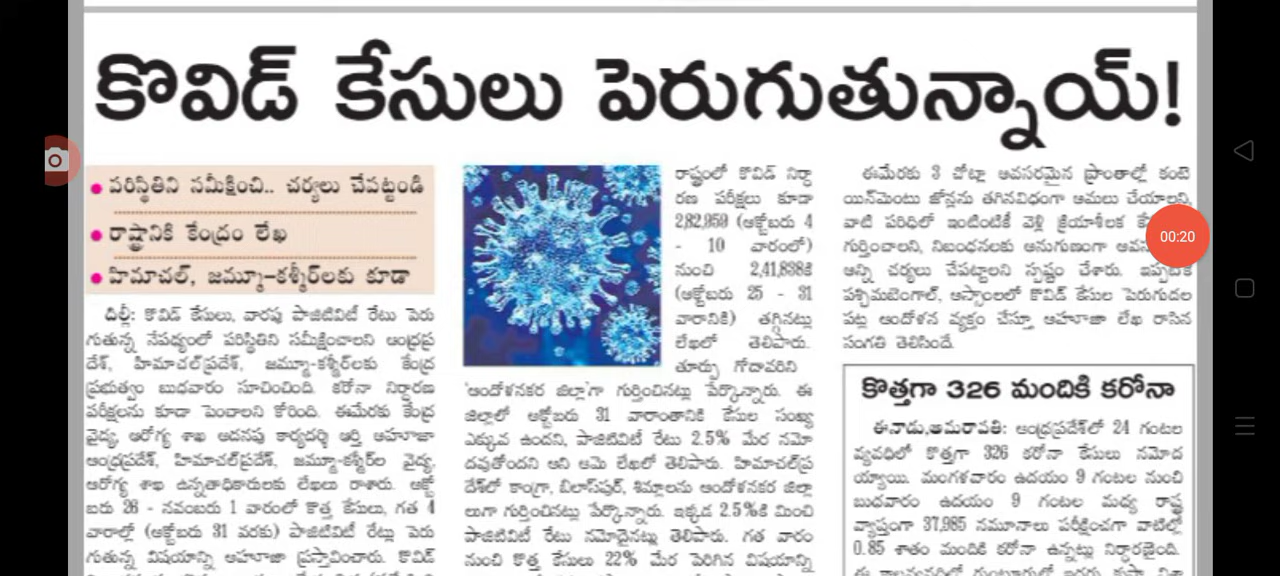 కొవిడ్ కేసులు పెరుగుతున్నాయ్!
• పరిస్థితిని సమీక్షించి.. చర్యలు చేపట్టండి
• రాష్ట్రానికి కేంద్రం లేఖ
• హిమాచల్, జమ్మూ-కశ్మీర్‌లకు కూడా
దిల్లీ: కొవిడ్ కేసులు, వారపు పాజిటివిటీ రేటు పెరు
గుతున్న నేపథ్యంలో పరిస్థితిని సమీక్షించాలని ఆంధ్రప్ర
దేశ్, హిమాచల్‌ప్రదేశ్, జమ్మూ-కశ్మీర్‌లకు కేంద్ర
ప్రభుత్వం బుధవారం సూచించింది. కరోనా నిర్ధారణ
పరీక్షలను కూడా పెంచాలని కోరింది. ఈమేరకు కేంద్ర
వైద్య, ఆరోగ్య శాఖ అదనపు కార్యదర్శి ఆర్తి ఆహూజా
ఆంధ్రప్రదేశ్, హిమాచల్‌ప్రదేశ్, జమ్మూ-కశ్మీర్‌ల వైద్య,
ఆరోగ్య శాఖ ఉన్నతాధికారులకు లేఖలు రాశారు. అక్టో
బరు 26 - నవంబరు 1 వారంలో కొత్త కేసులు, గత 4
వారాల్లో (అక్టోబరు 31 వరకు) పాజిటివిటీ రేట్లు పెరు
గుతున్న విషయాన్ని ఆహూజా ప్రస్తావించారు. కొవిడ్
రాష్ట్రంలో కొవిడ్ నిర్ధా
రణ పరీక్షలు కూడా
2,82,959 (అక్టోబరు 4
- 10 వారంలో)
నుంచి 2,41,898కి
(అక్టోబరు 25 - 31
వారానికి) తగ్గినట్లు
లేఖలో తెలిపారు.
తూర్పు గోదావరిని
'ఆందోళనకర జిల్లా'గా గుర్తించినట్లు పేర్కొన్నారు. ఈ
జిల్లాలో అక్టోబరు 31 వారాంతానికి కేసుల సంఖ్య
ఎక్కువ ఉందని, పాజిటివిటీ రేటు 2.5% మేర నమో
దవుతోందని అని ఆమె లేఖలో తెలిపారు. హిమాచల్‌ప్ర
దేశ్‌లో కాంగ్రా, బిలాస్‌పుర్, శిమ్లాలను ఆందోళనకర జిల్లా
లుగా గుర్తించినట్లు పేర్కొన్నారు. ఇక్కడ 2.5%కి మించి
పాజిటివిటీ రేట్లు నమోదైనట్లు తెలిపారు. గత వారం
నుంచి కొత్త కేసులు 22% మేర పెరిగిన విషయాన్ని
ఈమేరకు 3 చోట్లా అవసరమైన ప్రాంతాల్లో కంటె
యిన్‌మెంటు జోన్లను తగినవిధంగా అమలు చేయాలని,
వాటి పరిధిలో ఇంటింటికీ వెళ్లి క్రియాశీలక
గుర్తించాలని, నిబంధనలకు అనుగుణంగా
అన్ని చర్యలు చేపట్టాలని స్పష్టం చేశారు. ఇప్పటికే
పశ్చిమబెంగాల్, అస్సాంలలో కొవిడ్ కేసుల పెరుగుదల
పట్ల ఆందోళన వ్యక్తం చేస్తూ ఆహూజా లేఖ రాసిన
సంగతి తెలిసిందే.
00:20
కొత్తగా 326 మందికి కరోనా
ఈనాడు,అమరావతి: ఆంధ్రప్రదేశ్‌లో 24 గంటల
వ్యవధిలో కొత్తగా 326 కరోనా కేసులు నమోద
య్యాయి. మంగళవారం ఉదయం 9 గంటల నుంచి
బుధవారం ఉదయం 9 గంటల మధ్య రాష్ట్ర
వ్యాప్తంగా 37,985 నమూనాలు పరీక్షించగా వాటిల్లో
0.85 శాతం మందికి కరోనా ఉన్నట్లు నిర్ధారణైంది.